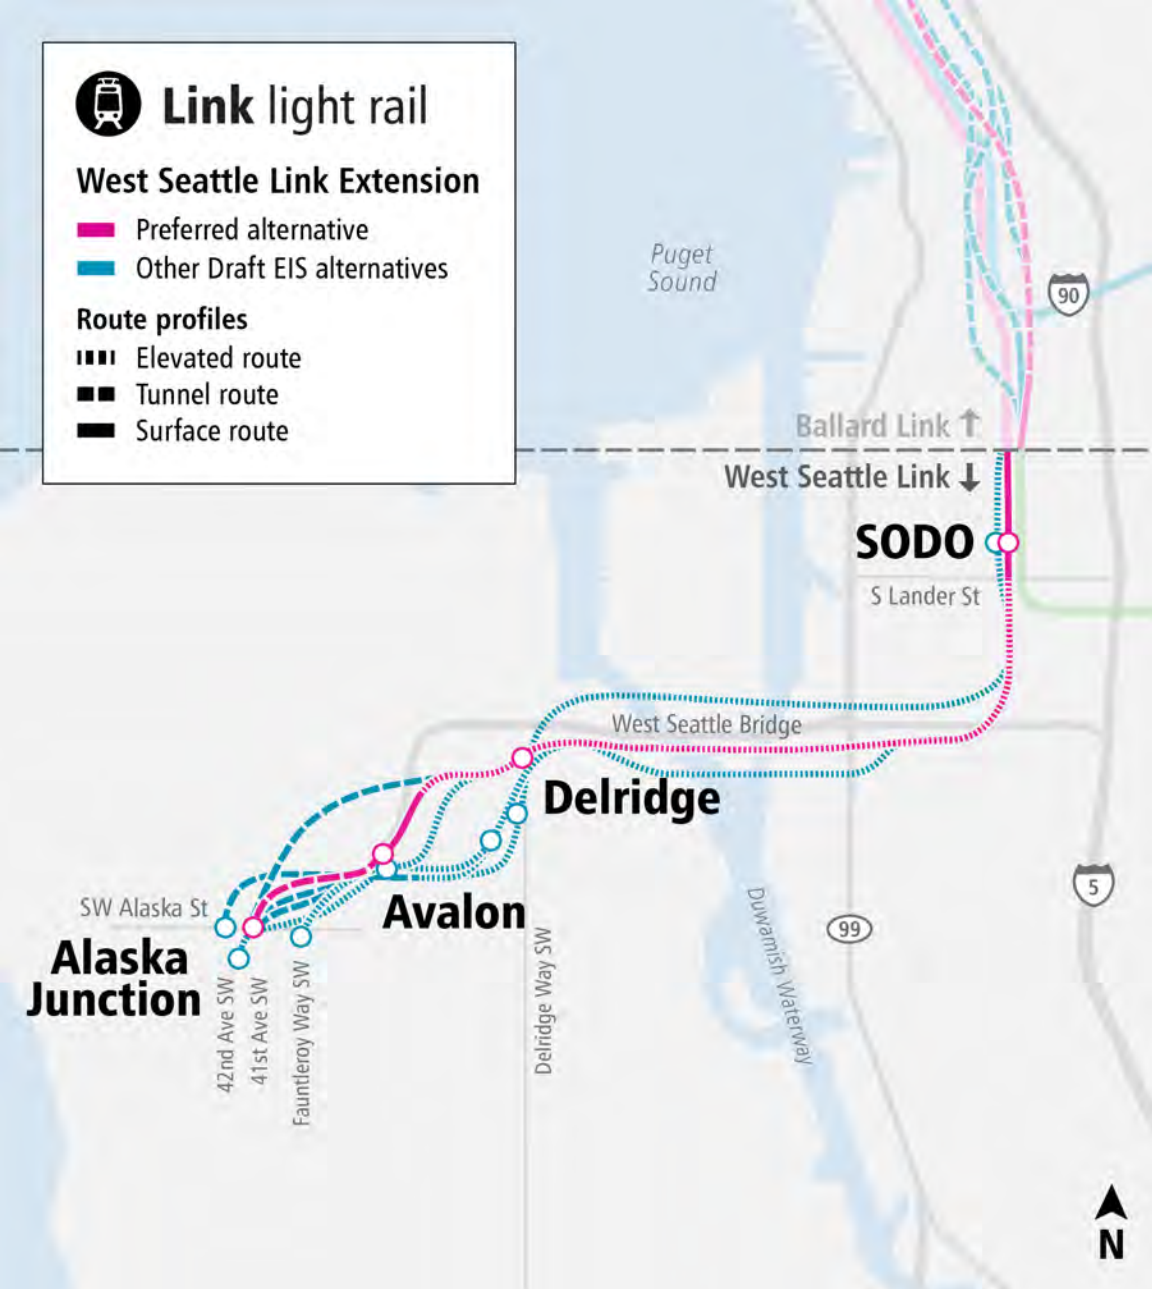 Link light rail
West Seattle Link Extension
Preferred alternative
Other Draft EIS alternatives
Route profiles
Elevated route
Tunnel route
Surface route
Puget
Sound
90
Ballard Link ↑
West Seattle Link ↓
SODO
S Lander St
West Seattle Bridge
Delridge
Avalon
SW Alaska St
Alaska
Junction
42nd Ave SW
41st Ave SW
Fauntleroy Way SW
Delridge Way SW
Duwamish Waterway
99
5
N